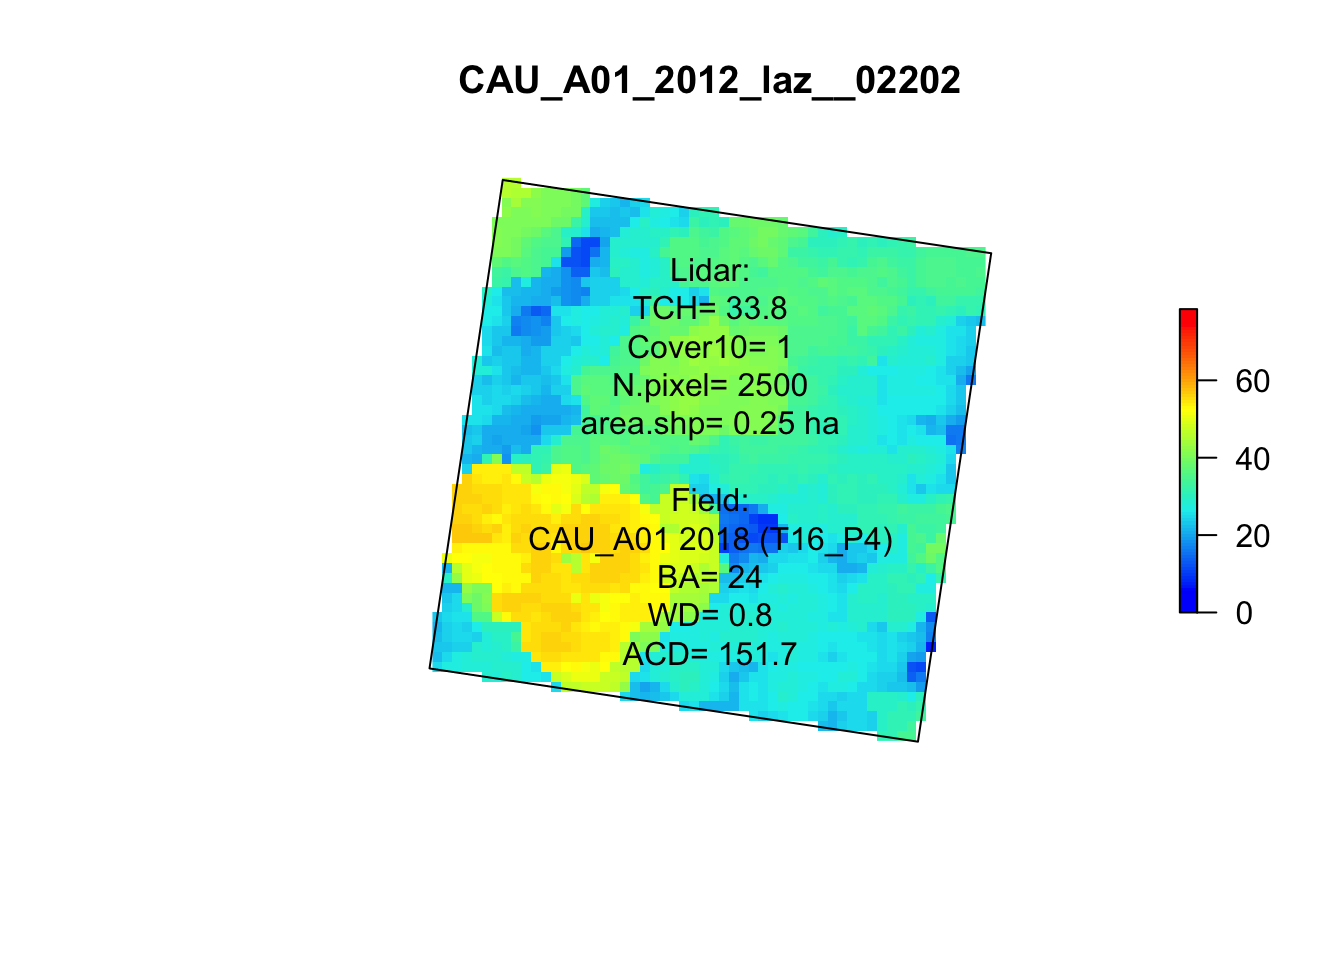 CAU_A01_2012_laz__02202
Lidar:
TCH= 33.8
Cover10= 1
N.pixel= 2500
area.shp= 0.25 ha
Field:
CAU_A01 2018 (T16_P4)
BA= 24
WD= 0.8
ACD= 151.7
60
40
20
0